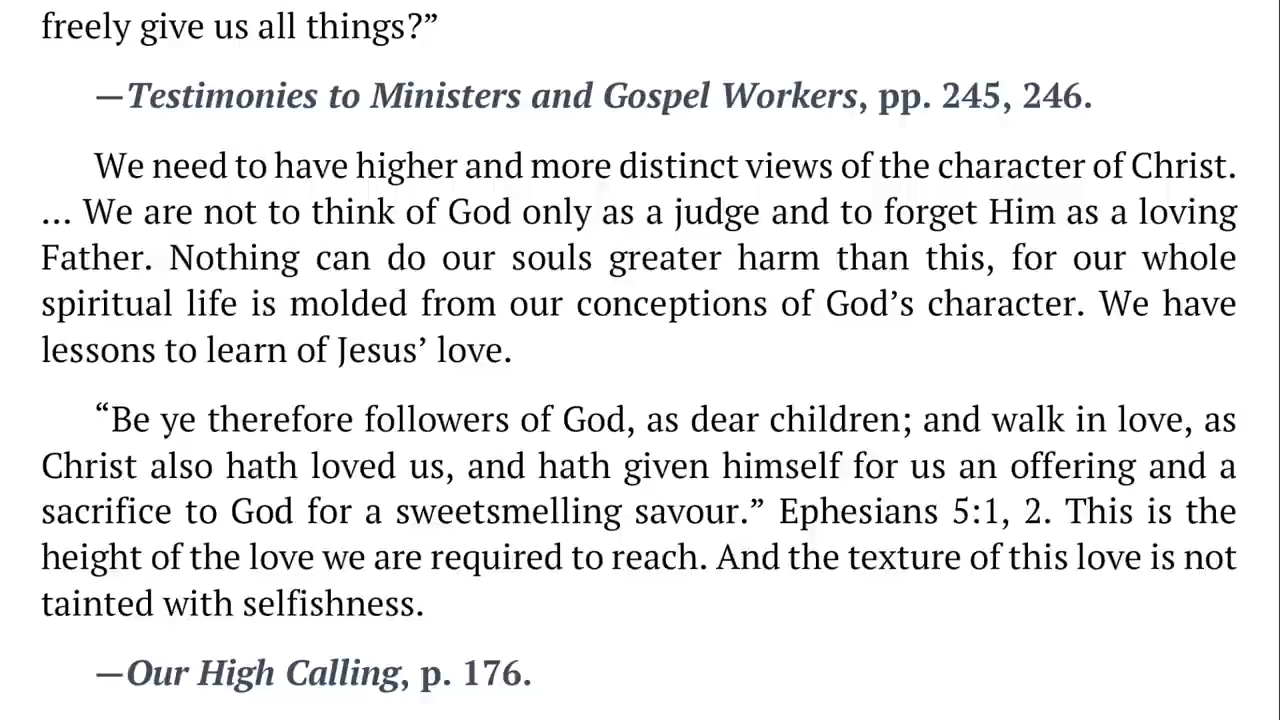 freely give us all things?”
—Testimonies to Ministers and Gospel Workers, pp. 245, 246.
We need to have higher and more distinct views of the character of Christ.
... We are not to think of God only as a judge and to forget Him as a loving
Father. Nothing can do our souls greater harm than this, for our whole
spiritual life is molded from our conceptions of God’s character. We have
lessons to learn of Jesus’ love.
“Be ye therefore followers of God, as dear children; and walk in love, as
Christ also hath loved us, and hath given himself for us an offering and a
sacrifice to God for a sweetsmelling savour.” Ephesians 5:1, 2. This is the
height of the love we are required to reach. And the texture of this love is not
tainted with selfishness.
—Our High Calling, p. 176.